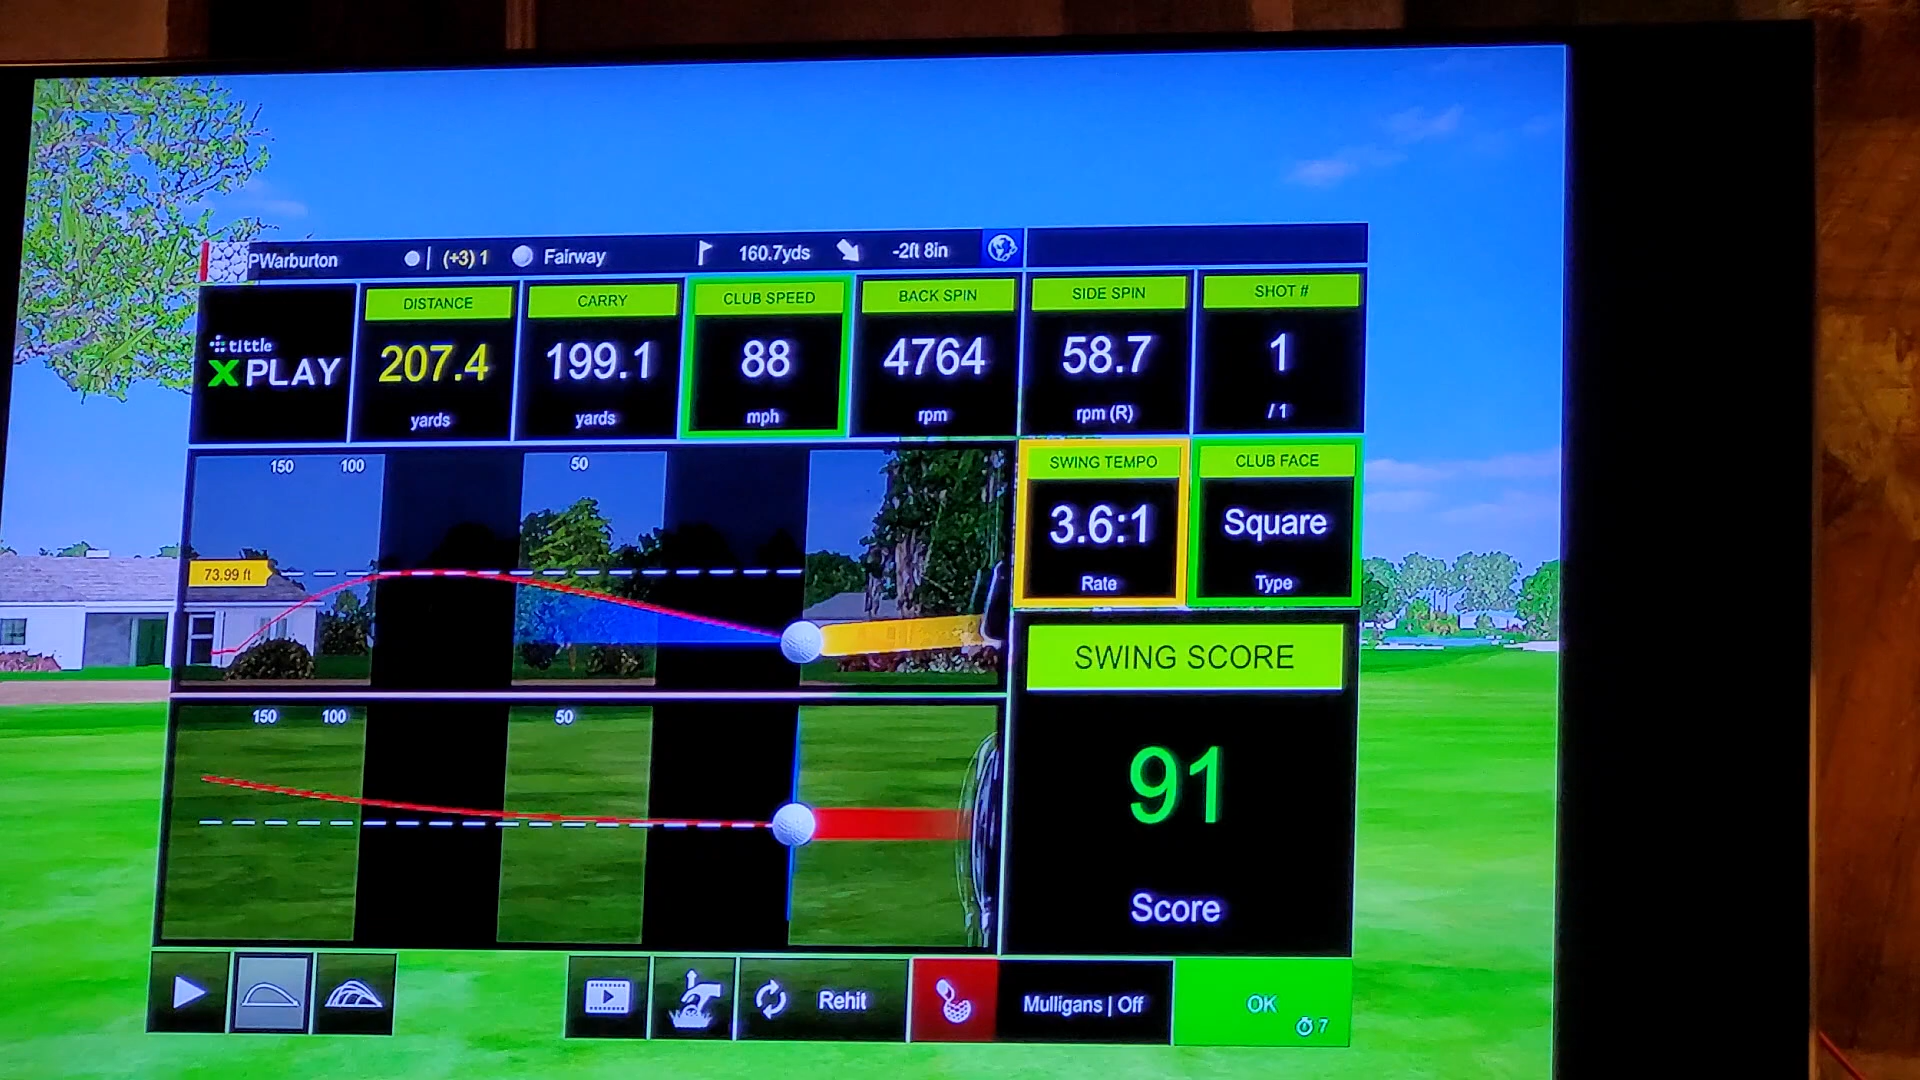 PWarburton (+3) 1 Fairway 160.7yds -2ft 8in
tittle
X PLAY
DISTANCE
207.4
yards
CARRY
199.1
yards
CLUB SPEED
88
mph
BACK SPIN
4764
rpm
SIDE SPIN
58.7
rpm (R)
SHOT #
1
/ 1
150 100 50
73.99 ft
SWING TEMPO
3.6:1
Rate
CLUB FACE
Square
Type
150 100 50
SWING SCORE
91
Score
Rehit
Mulligans | Off
OK
7